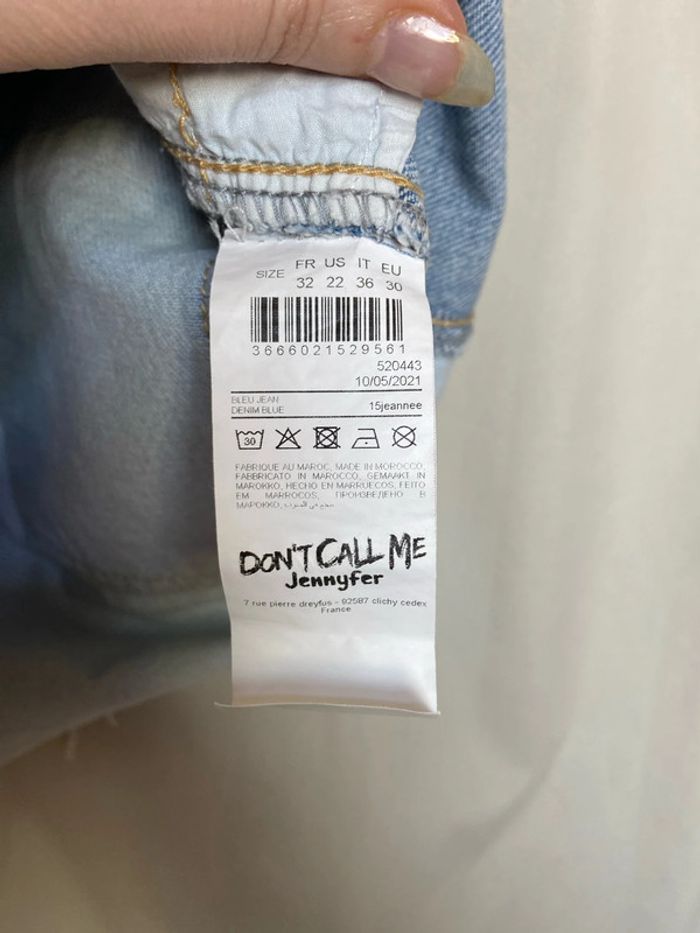 SIZE FR US IT EU
32 22 36 30
3666021529561
520443
10/05/2021
BLEU JEAN
DENIM BLUE 15jeannee
30
FABRIQUE AU MAROC, MADE IN MOROCCO,
FABBRICATO IN MAROCCO, GEMAAKT IN
MAROKKO, HECHO EN MARRUECOS, FEITO
EM MARROCOS, ПРОИЗВЕДЕНО В
МАРОККО,
DON'T CALL ME
Jennyfer
7 rue pierre dreyfus - 92587 clichy cedex
France